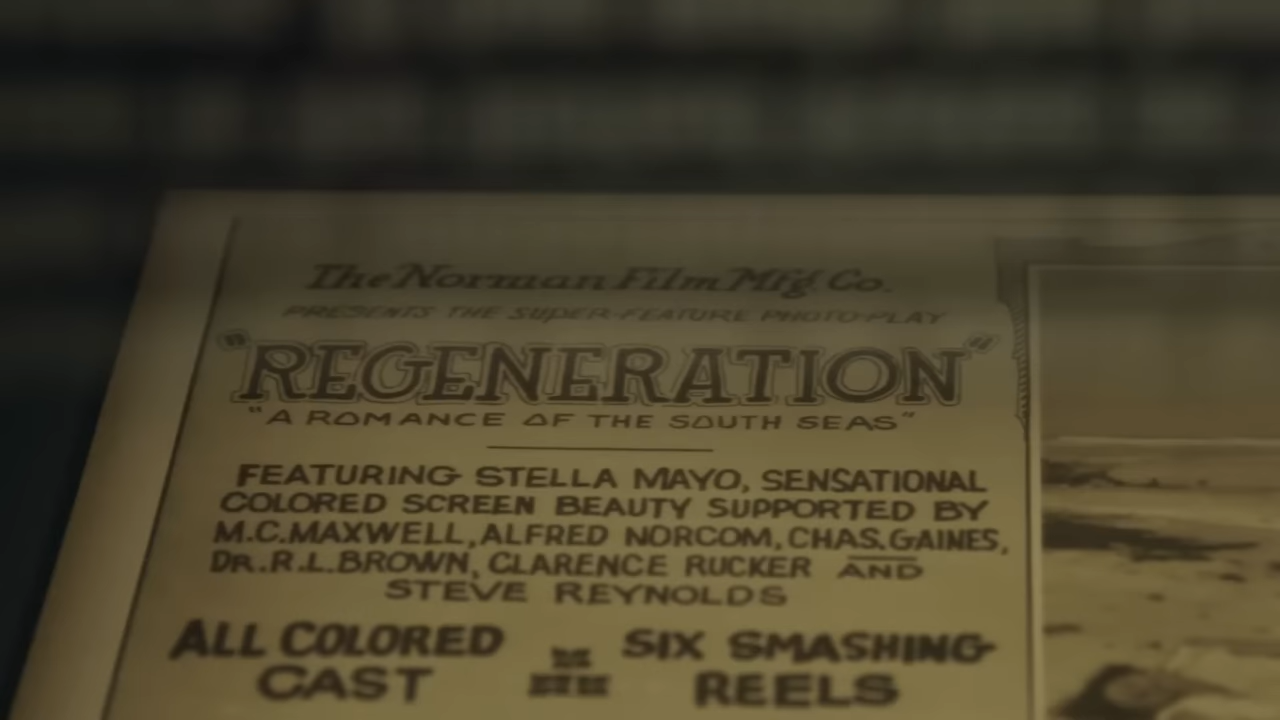 The Norman Film Mfg. Co.
PRESENTS THE SUPER-FEATURE PHOTO-PLAY
"REGENERATION"
"A ROMANCE OF THE SOUTH SEAS"
FEATURING STELLA MAYO, SENSATIONAL
COLORED SCREEN BEAUTY SUPPORTED BY
M.C. MAXWELL, ALFRED NORCOM, CHAS. GAINES,
DR. R.L. BROWN, CLARENCE RUCKER AND
STEVE REYNOLDS
ALL COLORED SIX SMASHING
CAST REELS